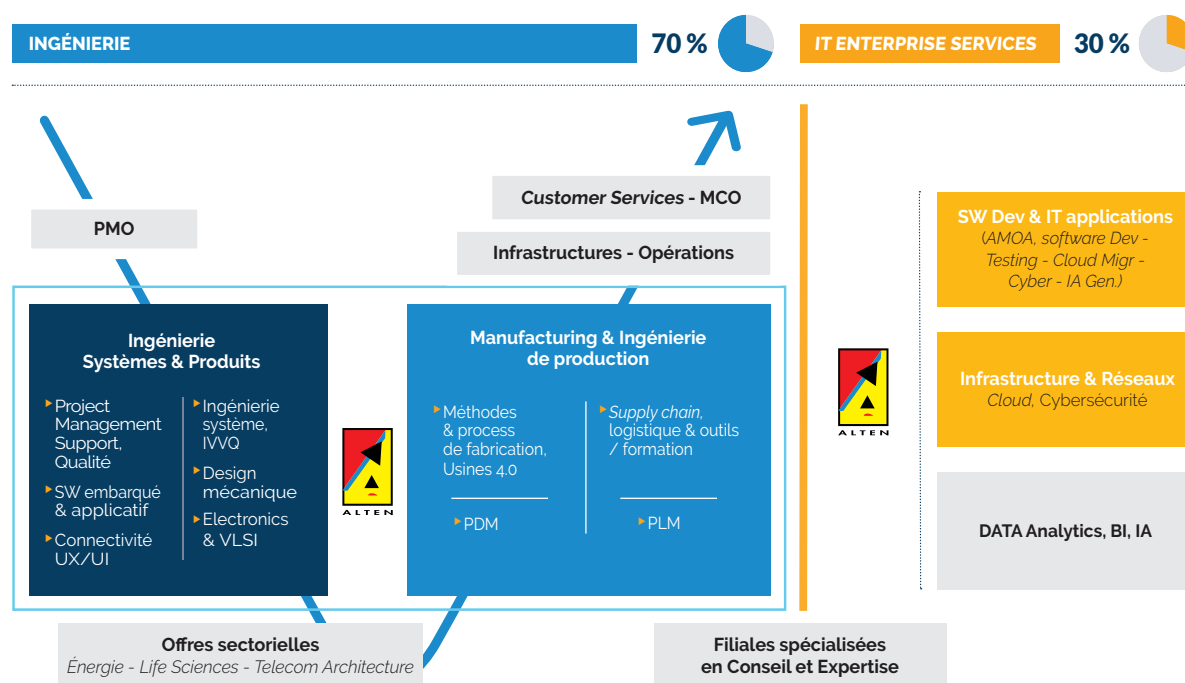 INGÉNIERIE
70 %
IT ENTERPRISE SERVICES
30 %
PMO
Customer Services - MCO
Infrastructures - Opérations
Ingénierie
Systèmes & Produits
Project
Management
Support,
Qualité
SW embarqué
& applicatif
Connectivité
UX/UI
Ingénierie
système,
IVVQ
Design
mécanique
Electronics
& VLSI
ALTEN
Manufacturing & Ingénierie
de production
Méthodes
& process
de fabrication,
Usines 4.0
PDM
Supply chain,
logistique & outils
/ formation
PLM
ALTEN
SW Dev & IT applications
(AMOA, software Dev -
Testing - Cloud Migr -
Cyber - IA Gen.)
Infrastructure & Réseaux
Cloud, Cybersécurité
DATA Analytics, BI, IA
Offres sectorielles
Énergie - Life Sciences - Telecom Architecture
Filiales spécialisées
en Conseil et Expertise